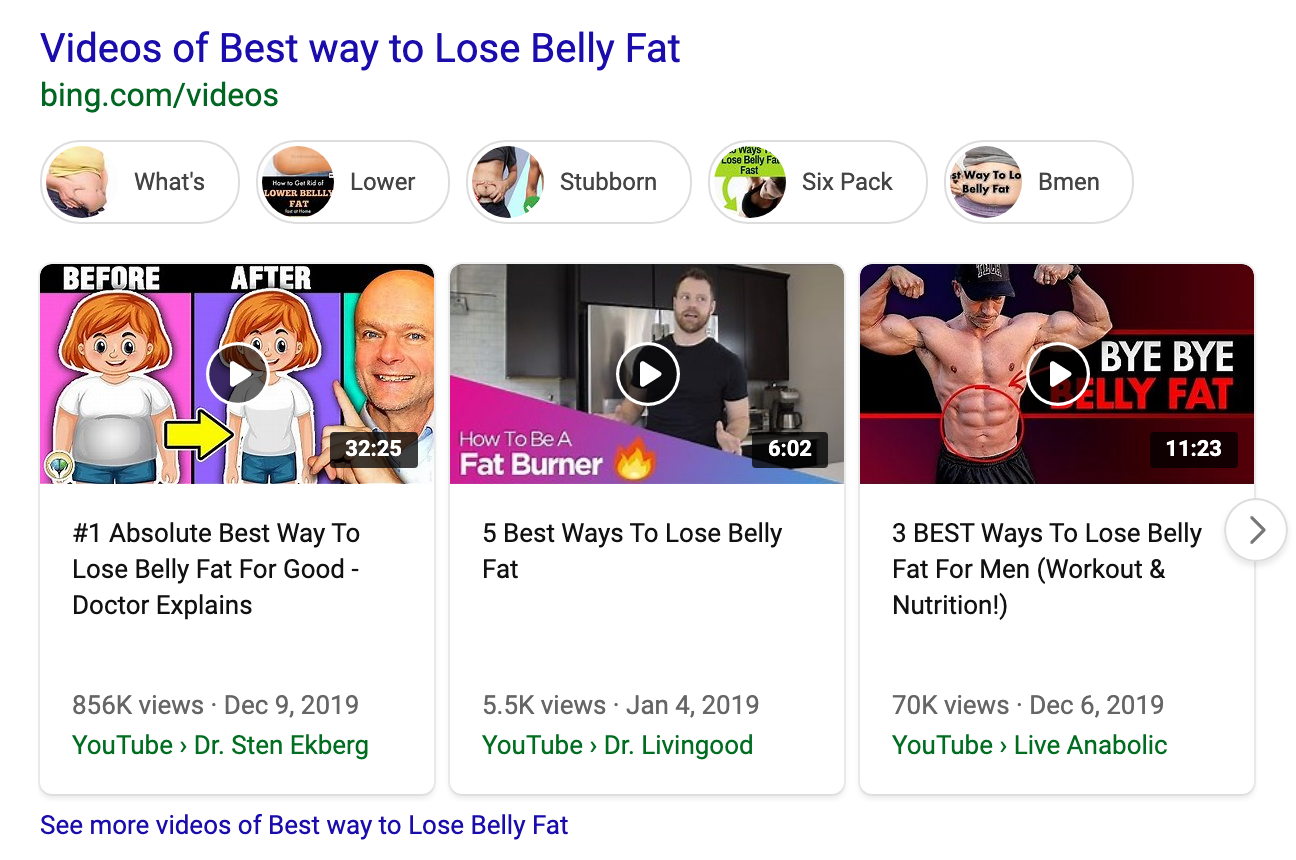 Videos of Best way to Lose Belly Fat
bing.com/videos
What's
How to Get Rid of
LOWER BELLLY
FAT
Fast at Home
Lower
Stubborn
Lose Belly Fat
Fast
Six Pack
st Way To Lo
Belly Fat
Bmen
BEFORE AFTER
32:25
How To Be A
Fat Burner
6:02
BYE BYE
BELLY FAT
11:23
#1 Absolute Best Way To
Lose Belly Fat For Good -
Doctor Explains
856K views · Dec 9, 2019
YouTube › Dr. Sten Ekberg
5 Best Ways To Lose Belly
Fat
5.5K views · Jan 4, 2019
YouTube › Dr. Livingood
3 BEST Ways To Lose Belly
Fat For Men (Workout &
Nutrition!)
70K views · Dec 6, 2019
YouTube › Live Anabolic
See more videos of Best way to Lose Belly Fat